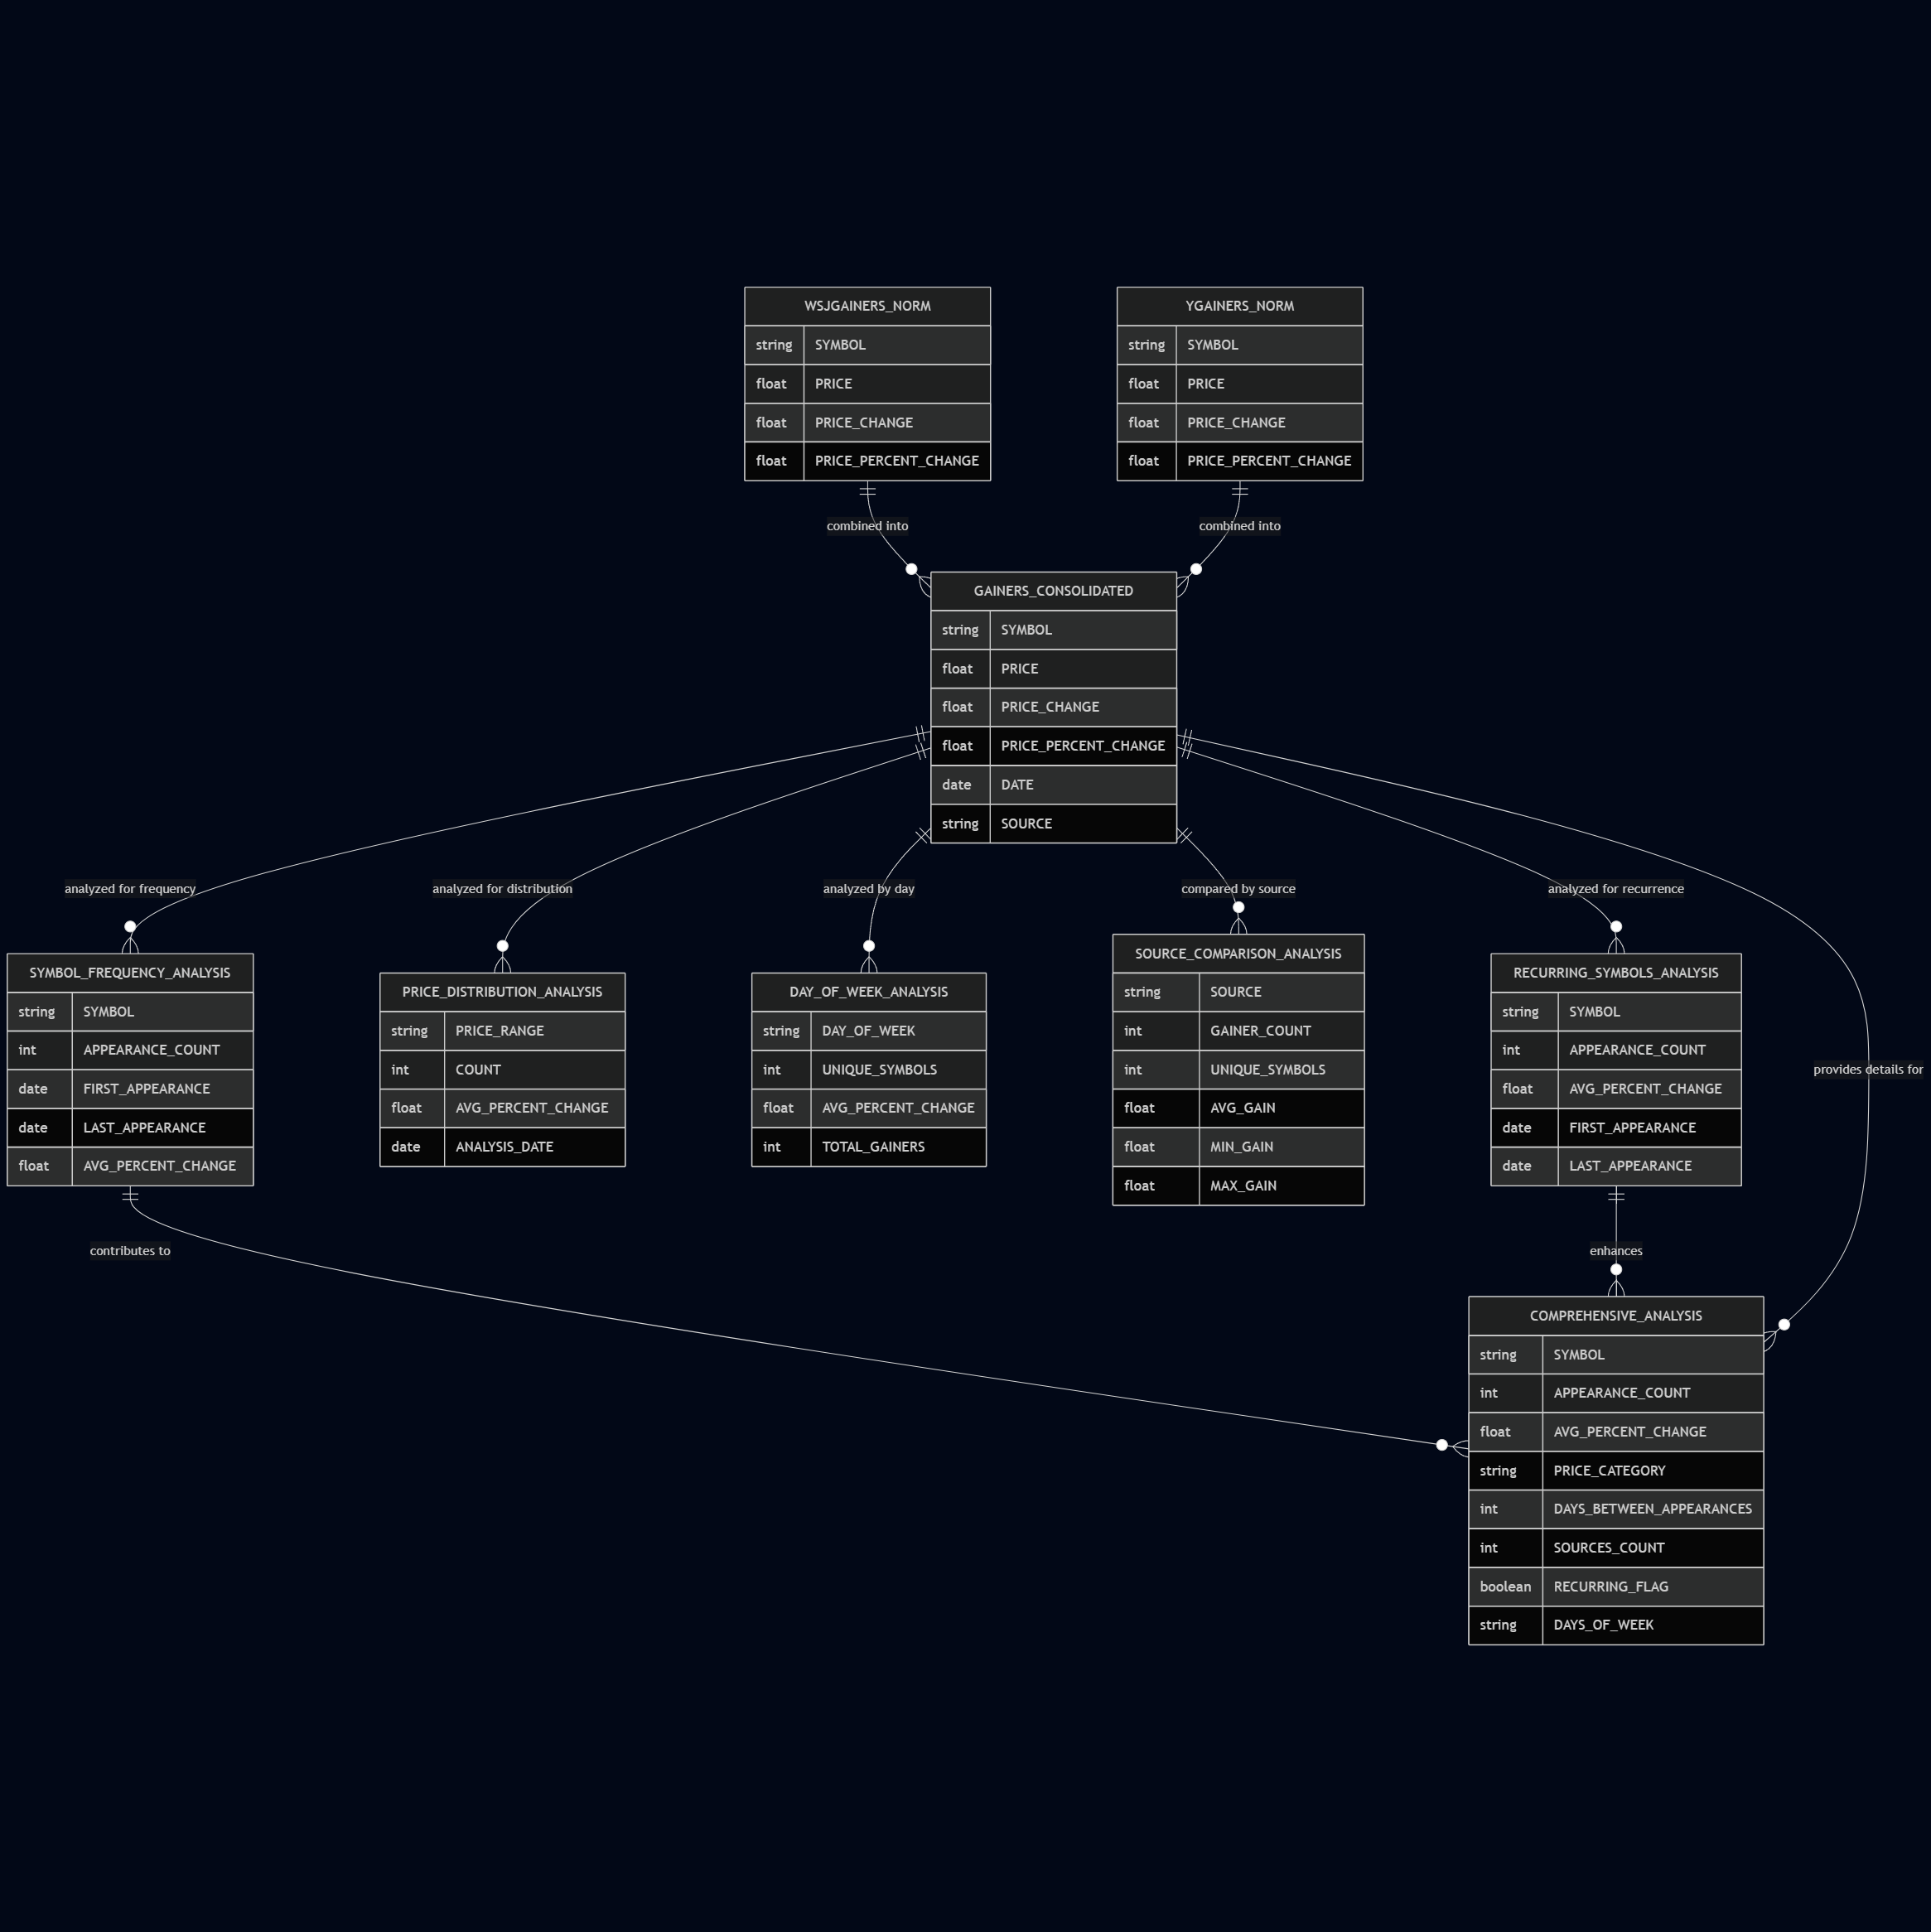 WSJGAINERS_NORM
string SYMBOL
float PRICE
float PRICE_CHANGE
float PRICE_PERCENT_CHANGE
YGAINERS_NORM
string SYMBOL
float PRICE
float PRICE_CHANGE
float PRICE_PERCENT_CHANGE
combined into
combined into
GAINERS_CONSOLIDATED
string SYMBOL
float PRICE
float PRICE_CHANGE
float PRICE_PERCENT_CHANGE
date DATE
string SOURCE
analyzed for frequency
analyzed for distribution
analyzed by day
compared by source
analyzed for recurrence
provides details for
SYMBOL_FREQUENCY_ANALYSIS
string SYMBOL
int APPEARANCE_COUNT
date FIRST_APPEARANCE
date LAST_APPEARANCE
float AVG_PERCENT_CHANGE
PRICE_DISTRIBUTION_ANALYSIS
string PRICE_RANGE
int COUNT
float AVG_PERCENT_CHANGE
date ANALYSIS_DATE
DAY_OF_WEEK_ANALYSIS
string DAY_OF_WEEK
int UNIQUE_SYMBOLS
float AVG_PERCENT_CHANGE
int TOTAL_GAINERS
SOURCE_COMPARISON_ANALYSIS
string SOURCE
int GAINER_COUNT
int UNIQUE_SYMBOLS
float AVG_GAIN
float MIN_GAIN
float MAX_GAIN
RECURRING_SYMBOLS_ANALYSIS
string SYMBOL
int APPEARANCE_COUNT
float AVG_PERCENT_CHANGE
date FIRST_APPEARANCE
date LAST_APPEARANCE
contributes to
enhances
COMPREHENSIVE_ANALYSIS
string SYMBOL
int APPEARANCE_COUNT
float AVG_PERCENT_CHANGE
string PRICE_CATEGORY
int DAYS_BETWEEN_APPEARANCES
int SOURCES_COUNT
boolean RECURRING_FLAG
string DAYS_OF_WEEK